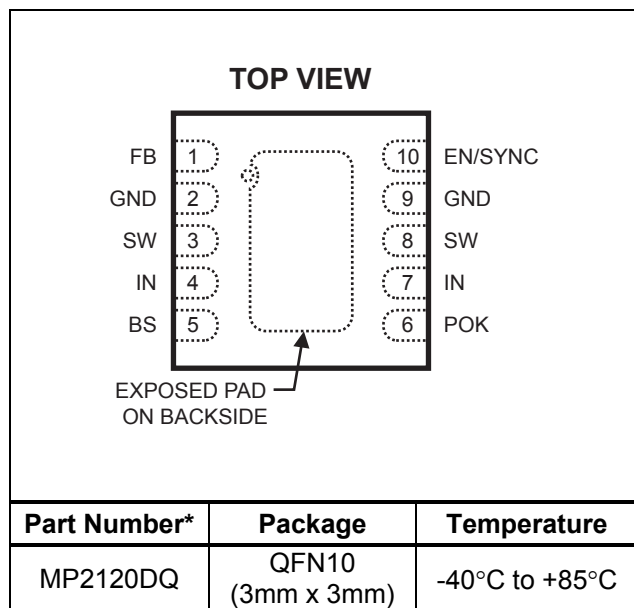 TOP VIEW
FB 1 10 EN/SYNC
GND 2 9 GND
SW 3 8 SW
IN 4 7 IN
BS 5 6 POK
EXPOSED PAD
ON BACKSIDE
Part Number* Package Temperature
MP2120DQ QFN10 -40°C to +85°C
(3mm x 3mm)